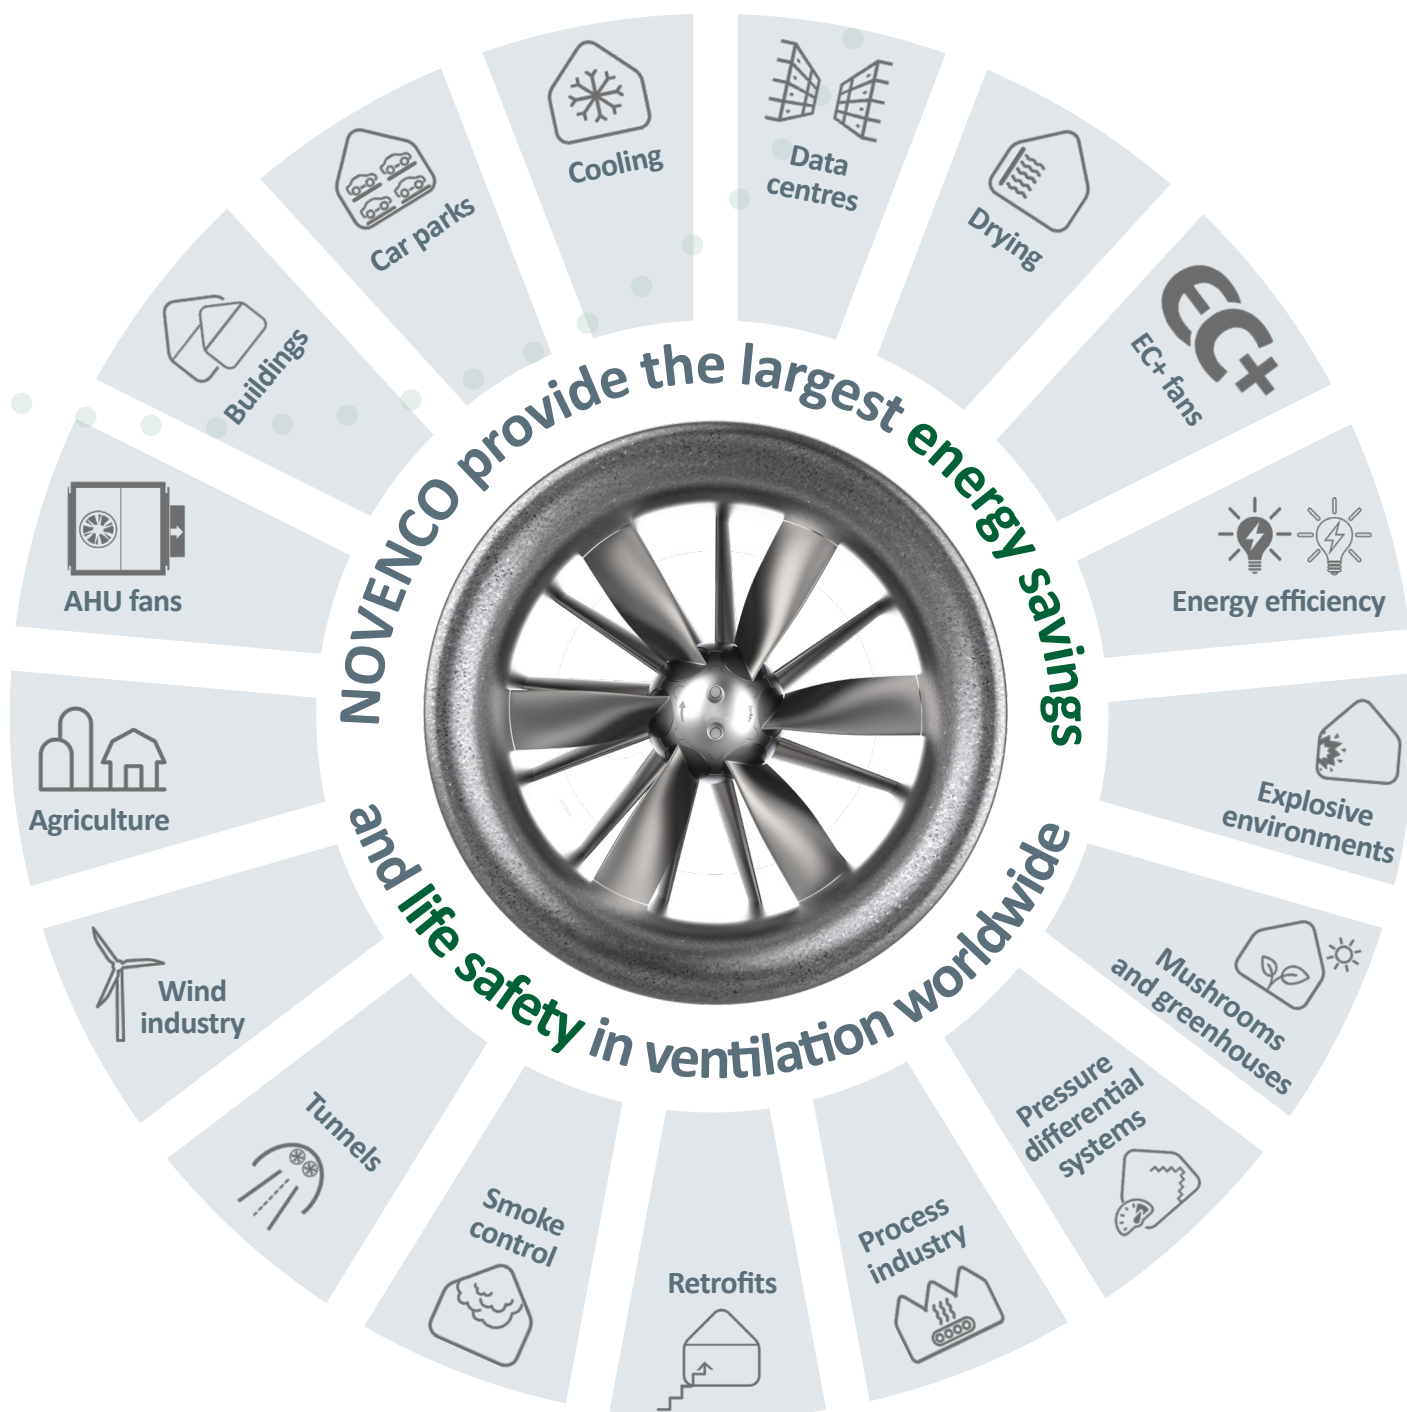 Cooling
Data
centres
Drying
EC+
EC+ fans
Energy efficiency
Explosive
environments
Mushrooms
and greenhouses
Pressure
differential
systems
Process
industry
Retrofits
Smoke
control
Tunnels
Wind
industry
Agriculture
AHU fans
Buildings
Car parks
NOVENCO provide the largest energy savings
and life safety in ventilation worldwide